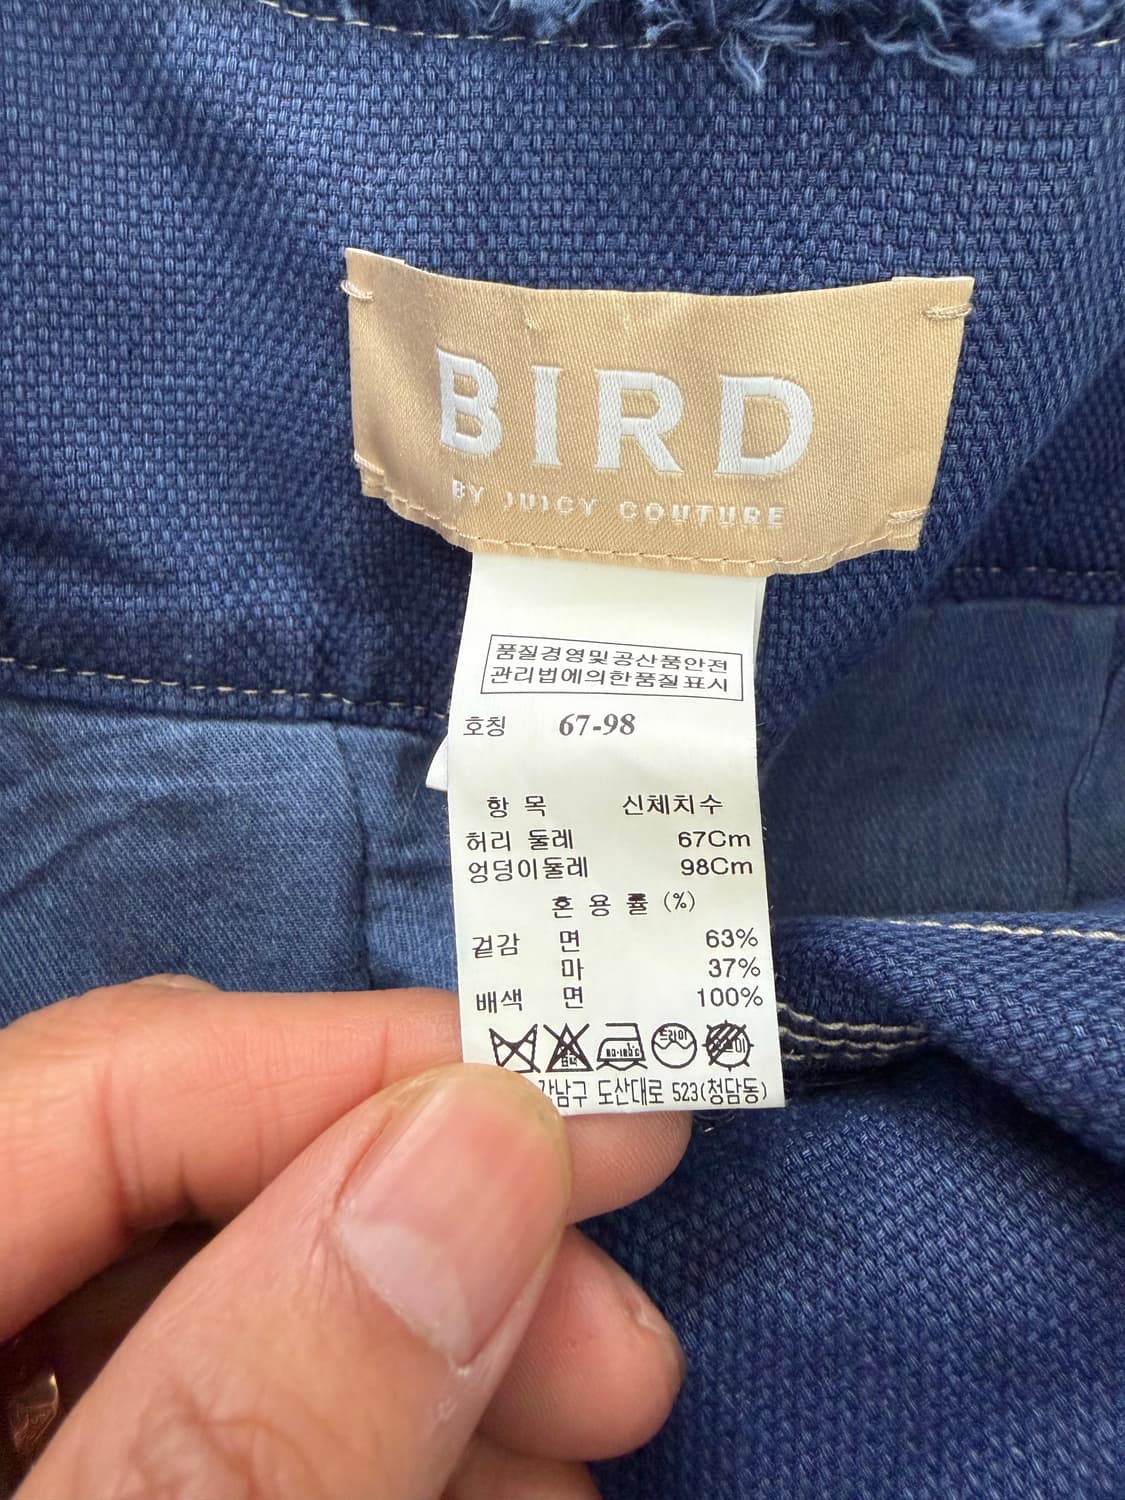 BIRD
BY JUICY COUTURE
품질경영및공산품안전
관리법에의한품질표시
호칭 67-98
항 목 신체치수
허리 둘레 67Cm
엉덩이둘레 98Cm
혼 용 률 (%)
겉감 면 63%
마 37%
배색 면 100%
드라이
강남구 도산대로 523(청담동)